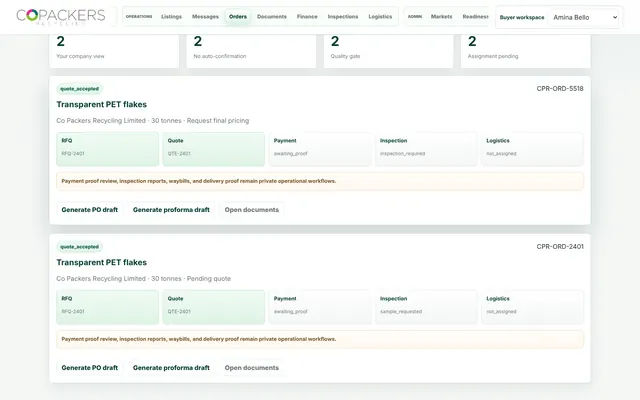 COPACKERS
RECYCLING
OPERATIONS Listings Messages Orders Documents Finance Inspections Logistics
ADMIN Markets Readiness
Buyer workspace Amina Bello
2 2 2 2
Your company view No auto-confirmation Quality gate Assignment pending
quote_accepted CPR-ORD-5518
Transparent PET flakes
Co Packers Recycling Limited · 30 tonnes · Request final pricing
RFQ Quote Payment Inspection Logistics
RFQ-2401 QTE-2401 awaiting_proof inspection_required not_assigned
Payment proof review, inspection reports, waybills, and delivery proof remain private operational workflows.
Generate PO draft Generate proforma draft Open documents
quote_accepted CPR-ORD-2401
Transparent PET flakes
Co Packers Recycling Limited · 30 tonnes · Pending quote
RFQ Quote Payment Inspection Logistics
RFQ-2401 QTE-2401 awaiting_proof sample_requested not_assigned
Payment proof review, inspection reports, waybills, and delivery proof remain private operational workflows.
Generate PO draft Generate proforma draft Open documents